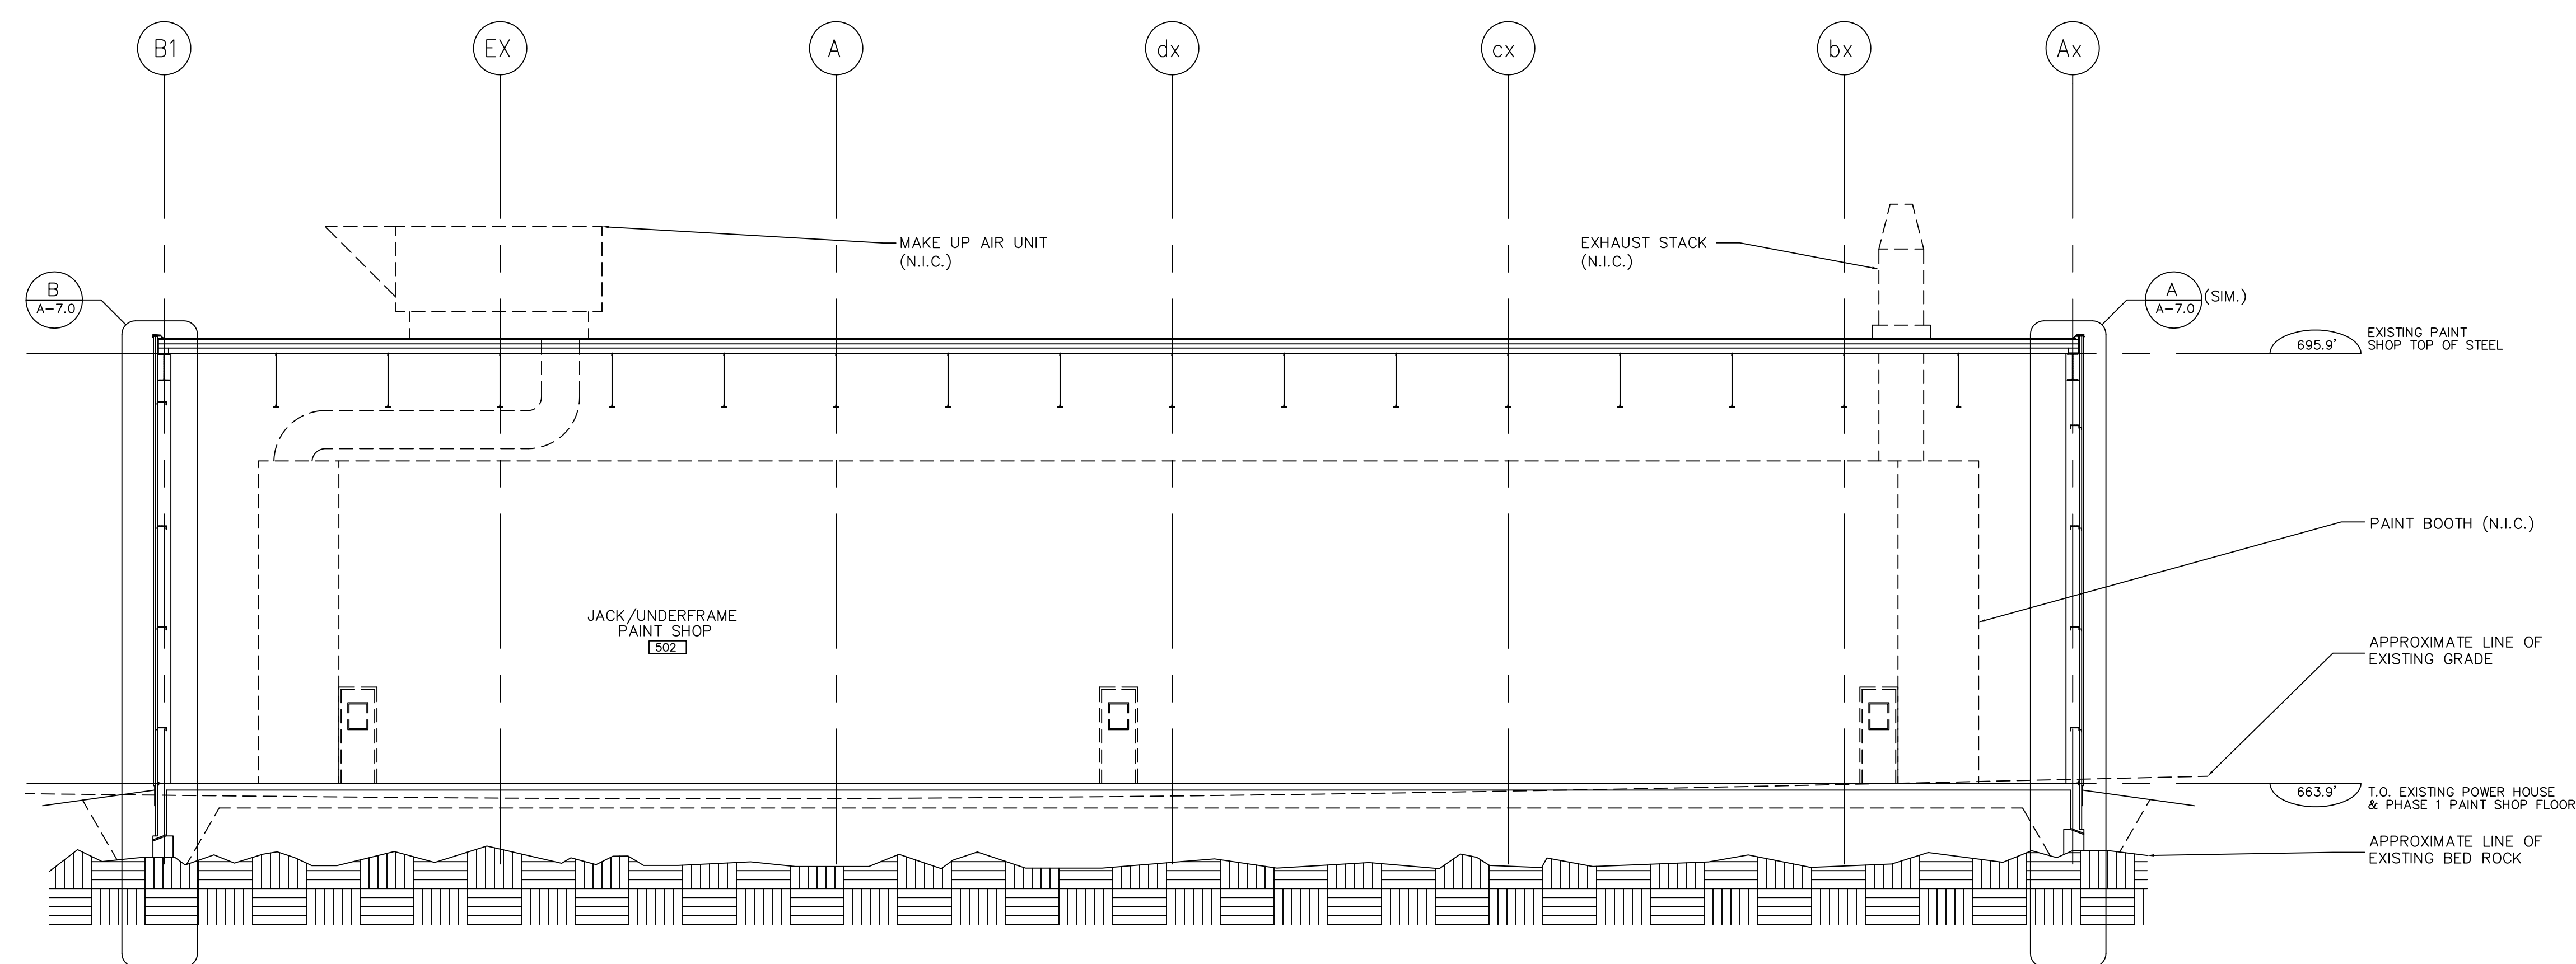 B1
EX
A
dx
cx
bx
Ax
MAKE UP AIR UNIT
(N.I.C.)
EXHAUST STACK
(N.I.C.)
B
A-7.0
A
A-7.0
(SIM.)
695.9'
EXISTING PAINT
SHOP TOP OF STEEL
PAINT BOOTH (N.I.C.)
JACK/UNDERFRAME
PAINT SHOP
502
APPROXIMATE LINE OF
EXISTING GRADE
663.9'
T.O. EXISTING POWER HOUSE
& PHASE 1 PAINT SHOP FLOOR
APPROXIMATE LINE OF
EXISTING BED ROCK